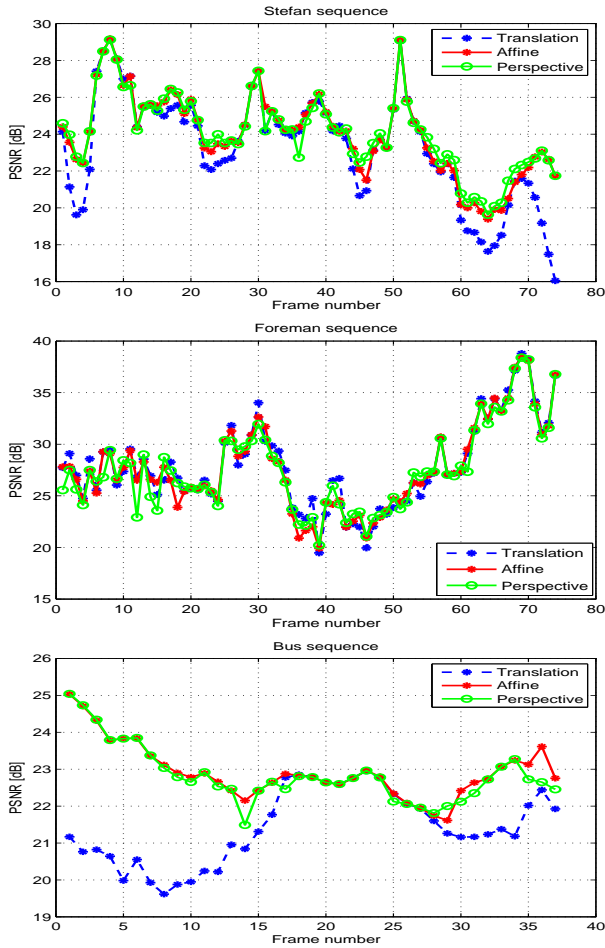 Stefan sequence
30
28
26
24
22
20
18
16
PSNR [dB]
Translation
Affine
Perspective
0 10 20 30 40 50 60 70 80
Frame number
Foreman sequence
40
35
30
25
20
15
PSNR [dB]
Translation
Affine
Perspective
0 10 20 30 40 50 60 70 80
Frame number
Bus sequence
26
25
24
23
22
21
20
19
PSNR [dB]
Translation
Affine
Perspective
0 5 10 15 20 25 30 35 40
Frame number